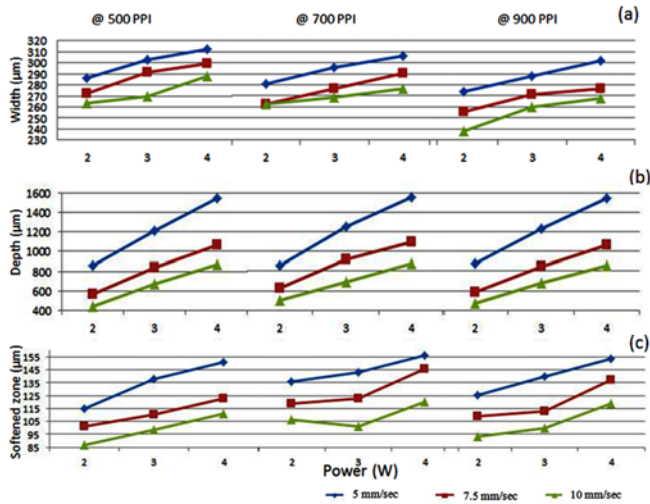 @ 500 PPI @ 700 PPI @ 900 PPI (a)
320
310
300
290
280
270
260
250
240
230
Width (µm)
2 3 4 2 3 4 2 3 4
(b)
1600
1400
1200
1000
800
600
400
Depth (µm)
2 3 4 2 3 4 2 3 4
(c)
155
145
135
125
115
105
95
85
Softened zone (µm)
2 3 4 2 3 4 2 3 4
Power (W)
5 mm/sec 7.5 mm/sec 10 mm/sec